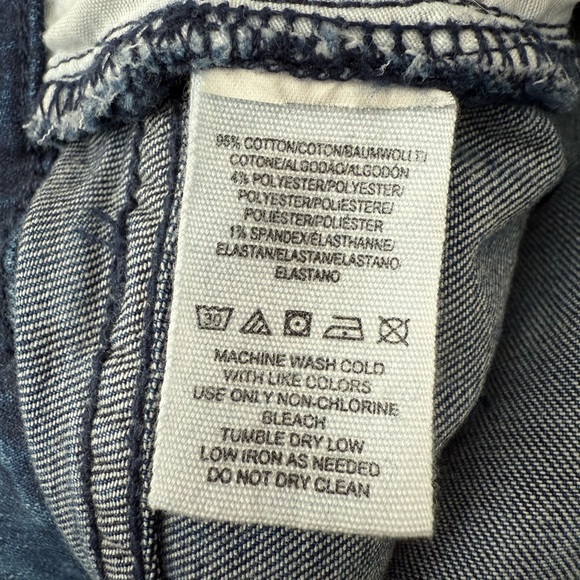 95% COTTON/COTON/BAUMWOLLE/
COTONE/ALGODÃO/ALGODÓN
4% POLYESTER/POLYESTER/
POLYESTER/POLIESTERE/
POLIÉSTER/POLIÉSTER
1% SPANDEX/ÉLASTHANNE/
ELASTAN/ELASTAN/ELASTANO
ELASTANO
30
MACHINE WASH COLD
WITH LIKE COLORS
USE ONLY NON-CHLORINE
BLEACH
TUMBLE DRY LOW
LOW IRON AS NEEDED
DO NOT DRY CLEAN